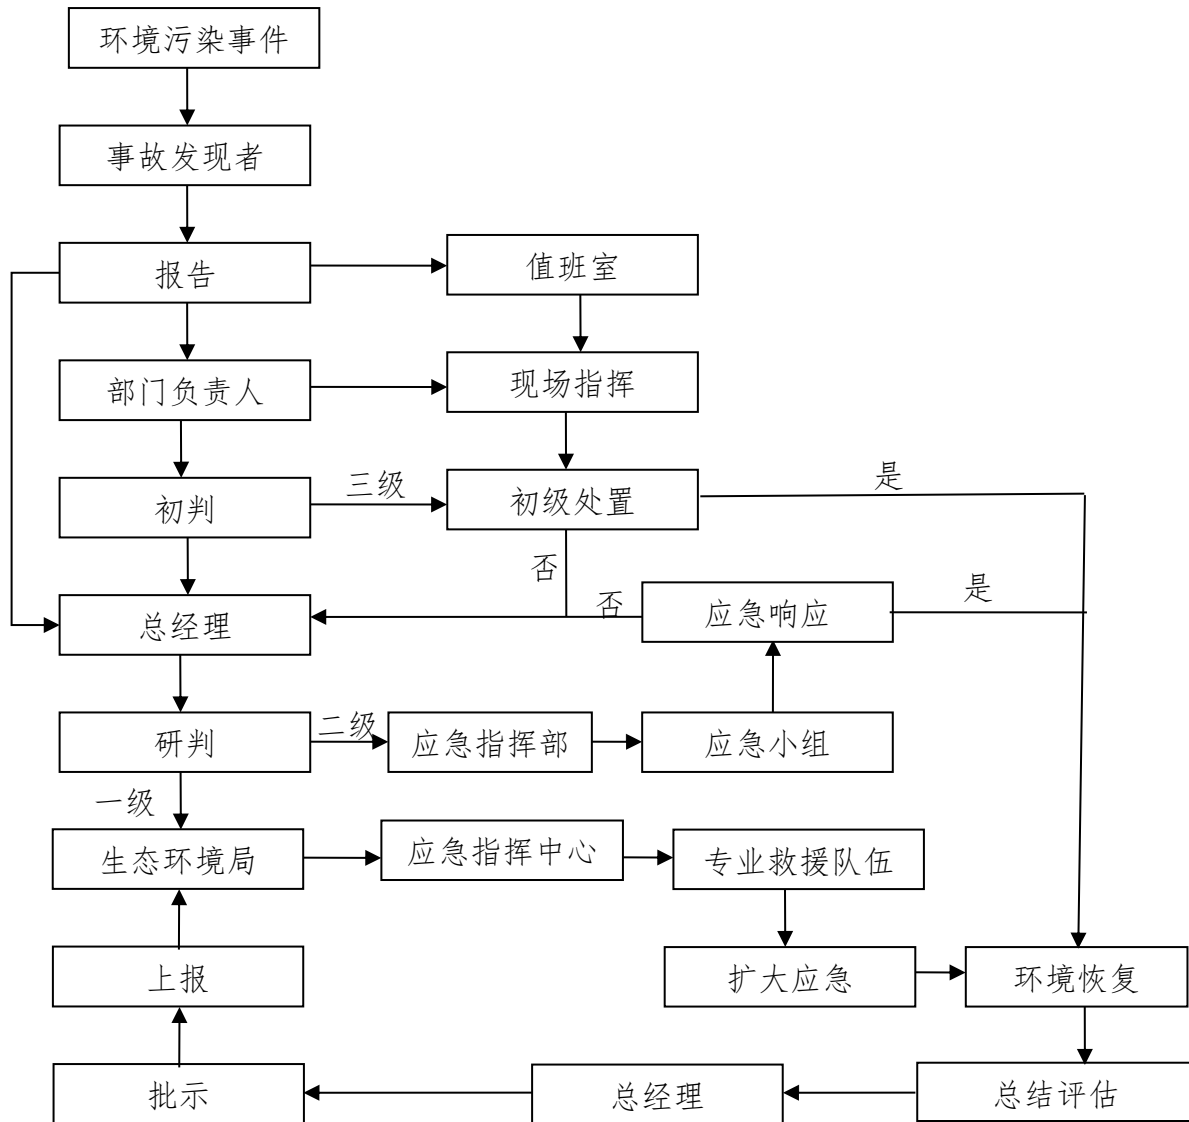 环境污染事件
事故发现者
报告
值班室
部门负责人
现场指挥
初判
三级
初级处置
是
否
总经理
否
应急响应
是
研判
二级
应急指挥部
应急小组
一级
生态环境局
应急指挥中心
专业救援队伍
上报
扩大应急
环境恢复
批示
总经理
总结评估